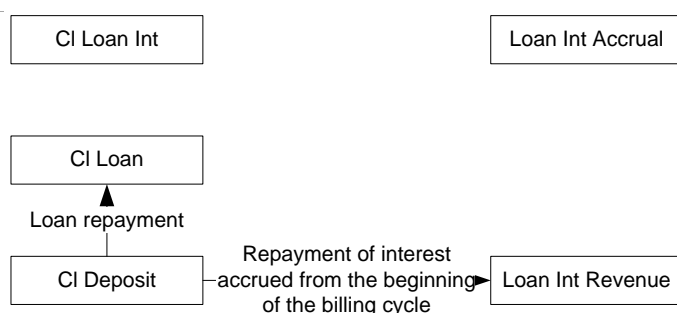 Cl Loan Int
Loan Int Accrual
Cl Loan
Loan repayment
Cl Deposit
Repayment of interest
accrued from the beginning
of the billing cycle
Loan Int Revenue